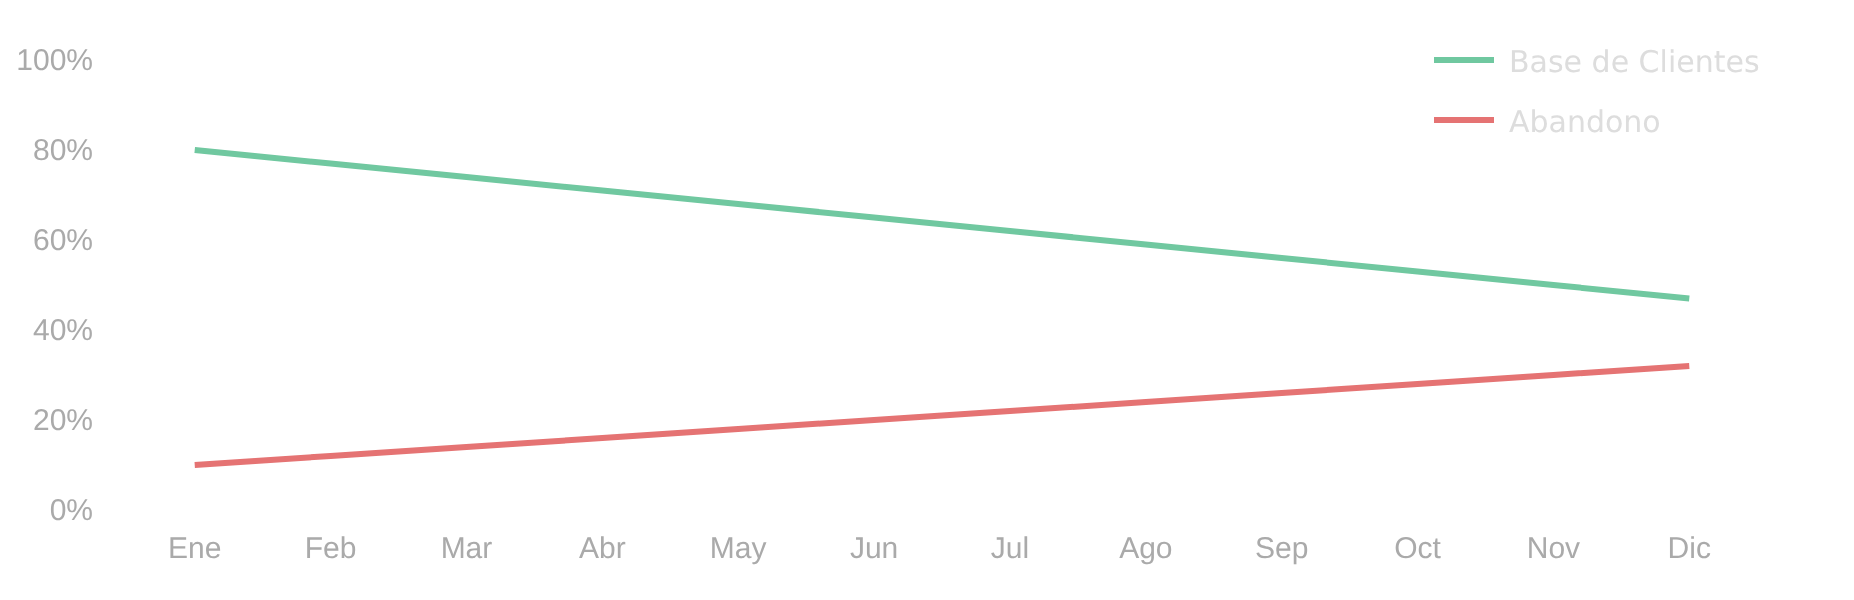 100%
80%
60%
40%
20%
0%
Ene Feb Mar Abr May Jun Jul Ago Sep Oct Nov Dic
Base de Clientes
Abandono